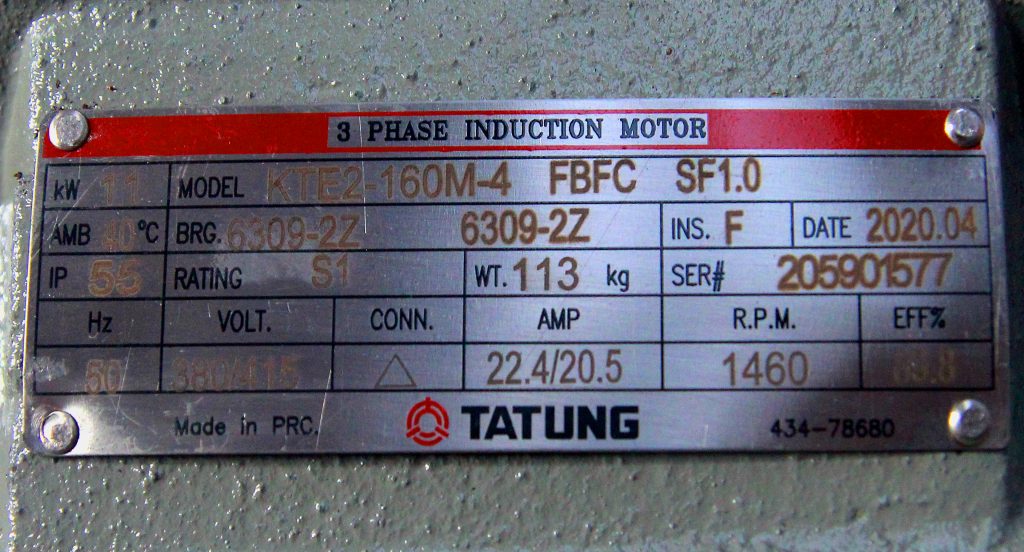 3 PHASE INDUCTION MOTOR
kW 11 MODEL KTE2-160M-4 FBFC SF1.0
AMB 40 °C BRG. 6309-2Z 6309-2Z INS. F DATE 2020.04
IP 55 RATING S1 WT. 113 kg SER# 205901577
Hz VOLT. CONN. AMP R.P.M. EFF%
50 380/415 △ 22.4/20.5 1460
Made in PRC. TATUNG 434-78680